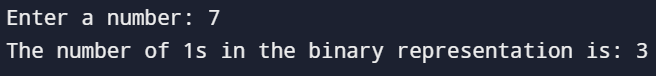 Enter a number: 7
The number of 1s in the binary representation is: 3